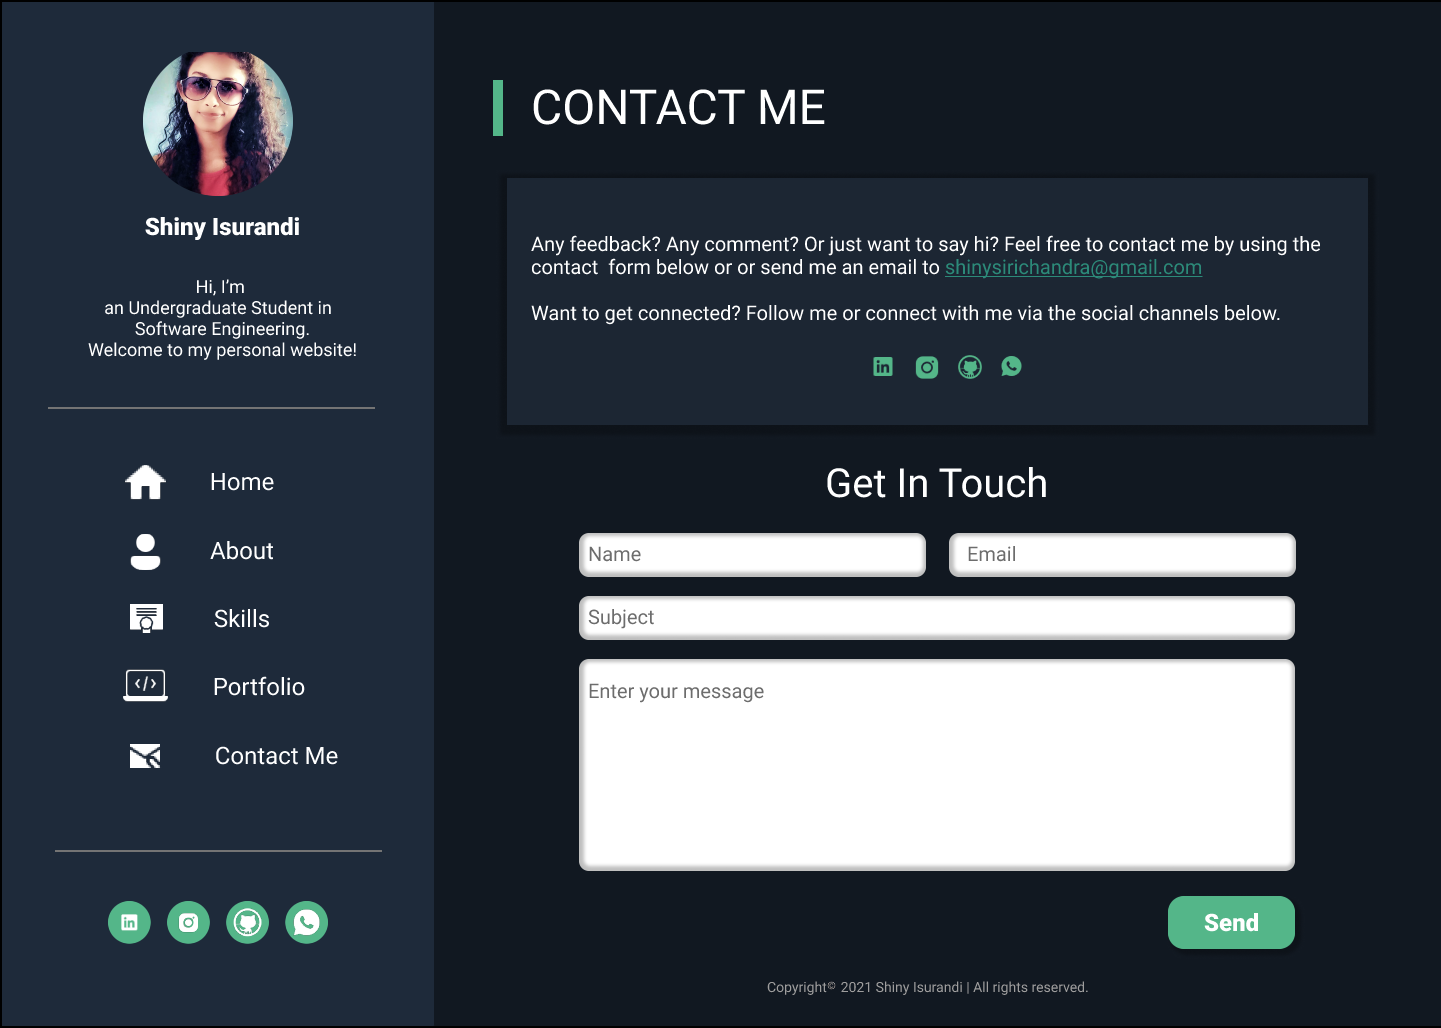 Shiny Isurandi
Hi, I’m
an Undergraduate Student in
Software Engineering.
Welcome to my personal website!
Home
About
Skills
Portfolio
Contact Me
CONTACT ME
Any feedback? Any comment? Or just want to say hi? Feel free to contact me by using the
contact  form below or or send me an email to shinysirichandra@gmail.com
Want to get connected? Follow me or connect with me via the social channels below.
Get In Touch
Name
Email
Subject
Enter your message
Send
Copyright© 2021 Shiny Isurandi | All rights reserved.